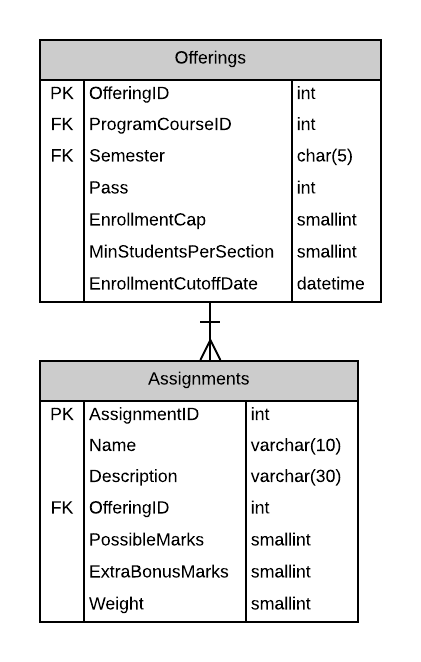 Offerings
PK OfferingID int
FK ProgramCourseID int
FK Semester char(5)
Pass int
EnrollmentCap smallint
MinStudentsPerSection smallint
EnrollmentCutoffDate datetime
Assignments
PK AssignmentID int
Name varchar(10)
Description varchar(30)
FK OfferingID int
PossibleMarks smallint
ExtraBonusMarks smallint
Weight smallint